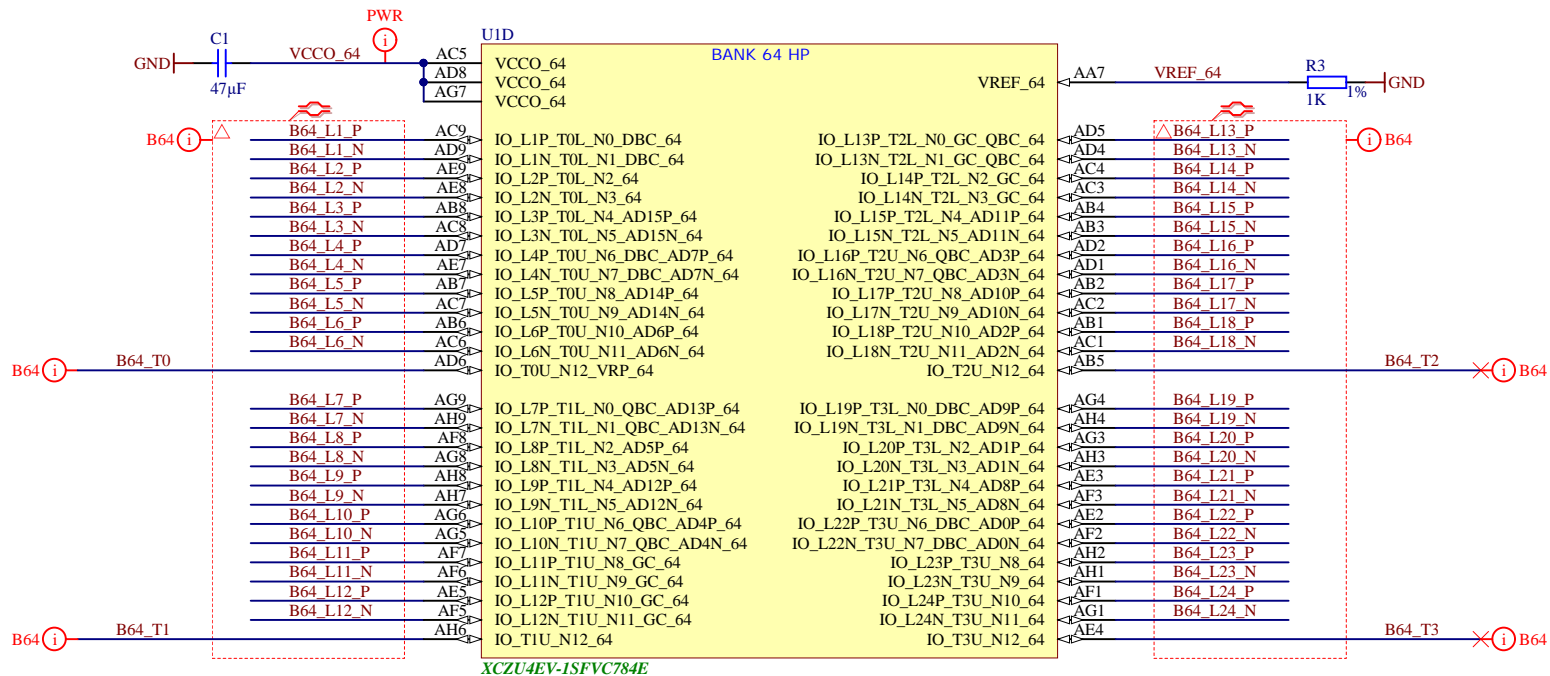 PWR
i
C1
GND
VCCO_64
47µF
U1D
BANK 64 HP
AC5 VCCO_64
AD8 VCCO_64
AG7 VCCO_64
VREF_64 AA7 VREF_64
R3
1K
1%
GND
B64 i
i B64
B64_L1_P AC9 IO_L1P_T0L_N0_DBC_64
B64_L1_N AD9 IO_L1N_T0L_N1_DBC_64
B64_L2_P AE9 IO_L2P_T0L_N2_64
B64_L2_N AE8 IO_L2N_T0L_N3_64
B64_L3_P AB8 IO_L3P_T0L_N4_AD15P_64
B64_L3_N AC8 IO_L3N_T0L_N5_AD15N_64
B64_L4_P AD7 IO_L4P_T0U_N6_DBC_AD7P_64
B64_L4_N AE7 IO_L4N_T0U_N7_DBC_AD7N_64
B64_L5_P AB7 IO_L5P_T0U_N8_AD14P_64
B64_L5_N AC7 IO_L5N_T0U_N9_AD14N_64
B64_L6_P AB6 IO_L6P_T0U_N10_AD6P_64
B64_L6_N AC6 IO_L6N_T0U_N11_AD6N_64
B64 i B64_T0 AD6 IO_T0U_N12_VRP_64
B64_L7_P AG9 IO_L7P_T1L_N0_QBC_AD13P_64
B64_L7_N AH9 IO_L7N_T1L_N1_QBC_AD13N_64
B64_L8_P AF8 IO_L8P_T1L_N2_AD5P_64
B64_L8_N AG8 IO_L8N_T1L_N3_AD5N_64
B64_L9_P AH8 IO_L9P_T1L_N4_AD12P_64
B64_L9_N AH7 IO_L9N_T1L_N5_AD12N_64
B64_L10_P AG6 IO_L10P_T1U_N6_QBC_AD4P_64
B64_L10_N AG5 IO_L10N_T1U_N7_QBC_AD4N_64
B64_L11_P AF7 IO_L11P_T1U_N8_GC_64
B64_L11_N AF6 IO_L11N_T1U_N9_GC_64
B64_L12_P AE5 IO_L12P_T1U_N10_GC_64
B64_L12_N AF5 IO_L12N_T1U_N11_GC_64
B64 i B64_T1 AH6 IO_T1U_N12_64
IO_L13P_T2L_N0_GC_QBC_64 AD5 B64_L13_P
IO_L13N_T2L_N1_GC_QBC_64 AD4 B64_L13_N
IO_L14P_T2L_N2_GC_64 AC4 B64_L14_P
IO_L14N_T2L_N3_GC_64 AC3 B64_L14_N
IO_L15P_T2L_N4_AD11P_64 AB4 B64_L15_P
IO_L15N_T2L_N5_AD11N_64 AB3 B64_L15_N
IO_L16P_T2U_N6_QBC_AD3P_64 AD2 B64_L16_P
IO_L16N_T2U_N7_QBC_AD3N_64 AD1 B64_L16_N
IO_L17P_T2U_N8_AD10P_64 AB2 B64_L17_P
IO_L17N_T2U_N9_AD10N_64 AC2 B64_L17_N
IO_L18P_T2U_N10_AD2P_64 AB1 B64_L18_P
IO_L18N_T2U_N11_AD2N_64 AC1 B64_L18_N
IO_T2U_N12_64 AB5 B64_T2 i B64
IO_L19P_T3L_N0_DBC_AD9P_64 AG4 B64_L19_P
IO_L19N_T3L_N1_DBC_AD9N_64 AH4 B64_L19_N
IO_L20P_T3L_N2_AD1P_64 AG3 B64_L20_P
IO_L20N_T3L_N3_AD1N_64 AH3 B64_L20_N
IO_L21P_T3L_N4_AD8P_64 AE3 B64_L21_P
IO_L21N_T3L_N5_AD8N_64 AF3 B64_L21_N
IO_L22P_T3U_N6_DBC_AD0P_64 AE2 B64_L22_P
IO_L22N_T3U_N7_DBC_AD0N_64 AF2 B64_L22_N
IO_L23P_T3U_N8_64 AH2 B64_L23_P
IO_L23N_T3U_N9_64 AH1 B64_L23_N
IO_L24P_T3U_N10_64 AF1 B64_L24_P
IO_L24N_T3U_N11_64 AG1 B64_L24_N
IO_T3U_N12_64 AE4 B64_T3 i B64
XCZU4EV-1SFVC784E